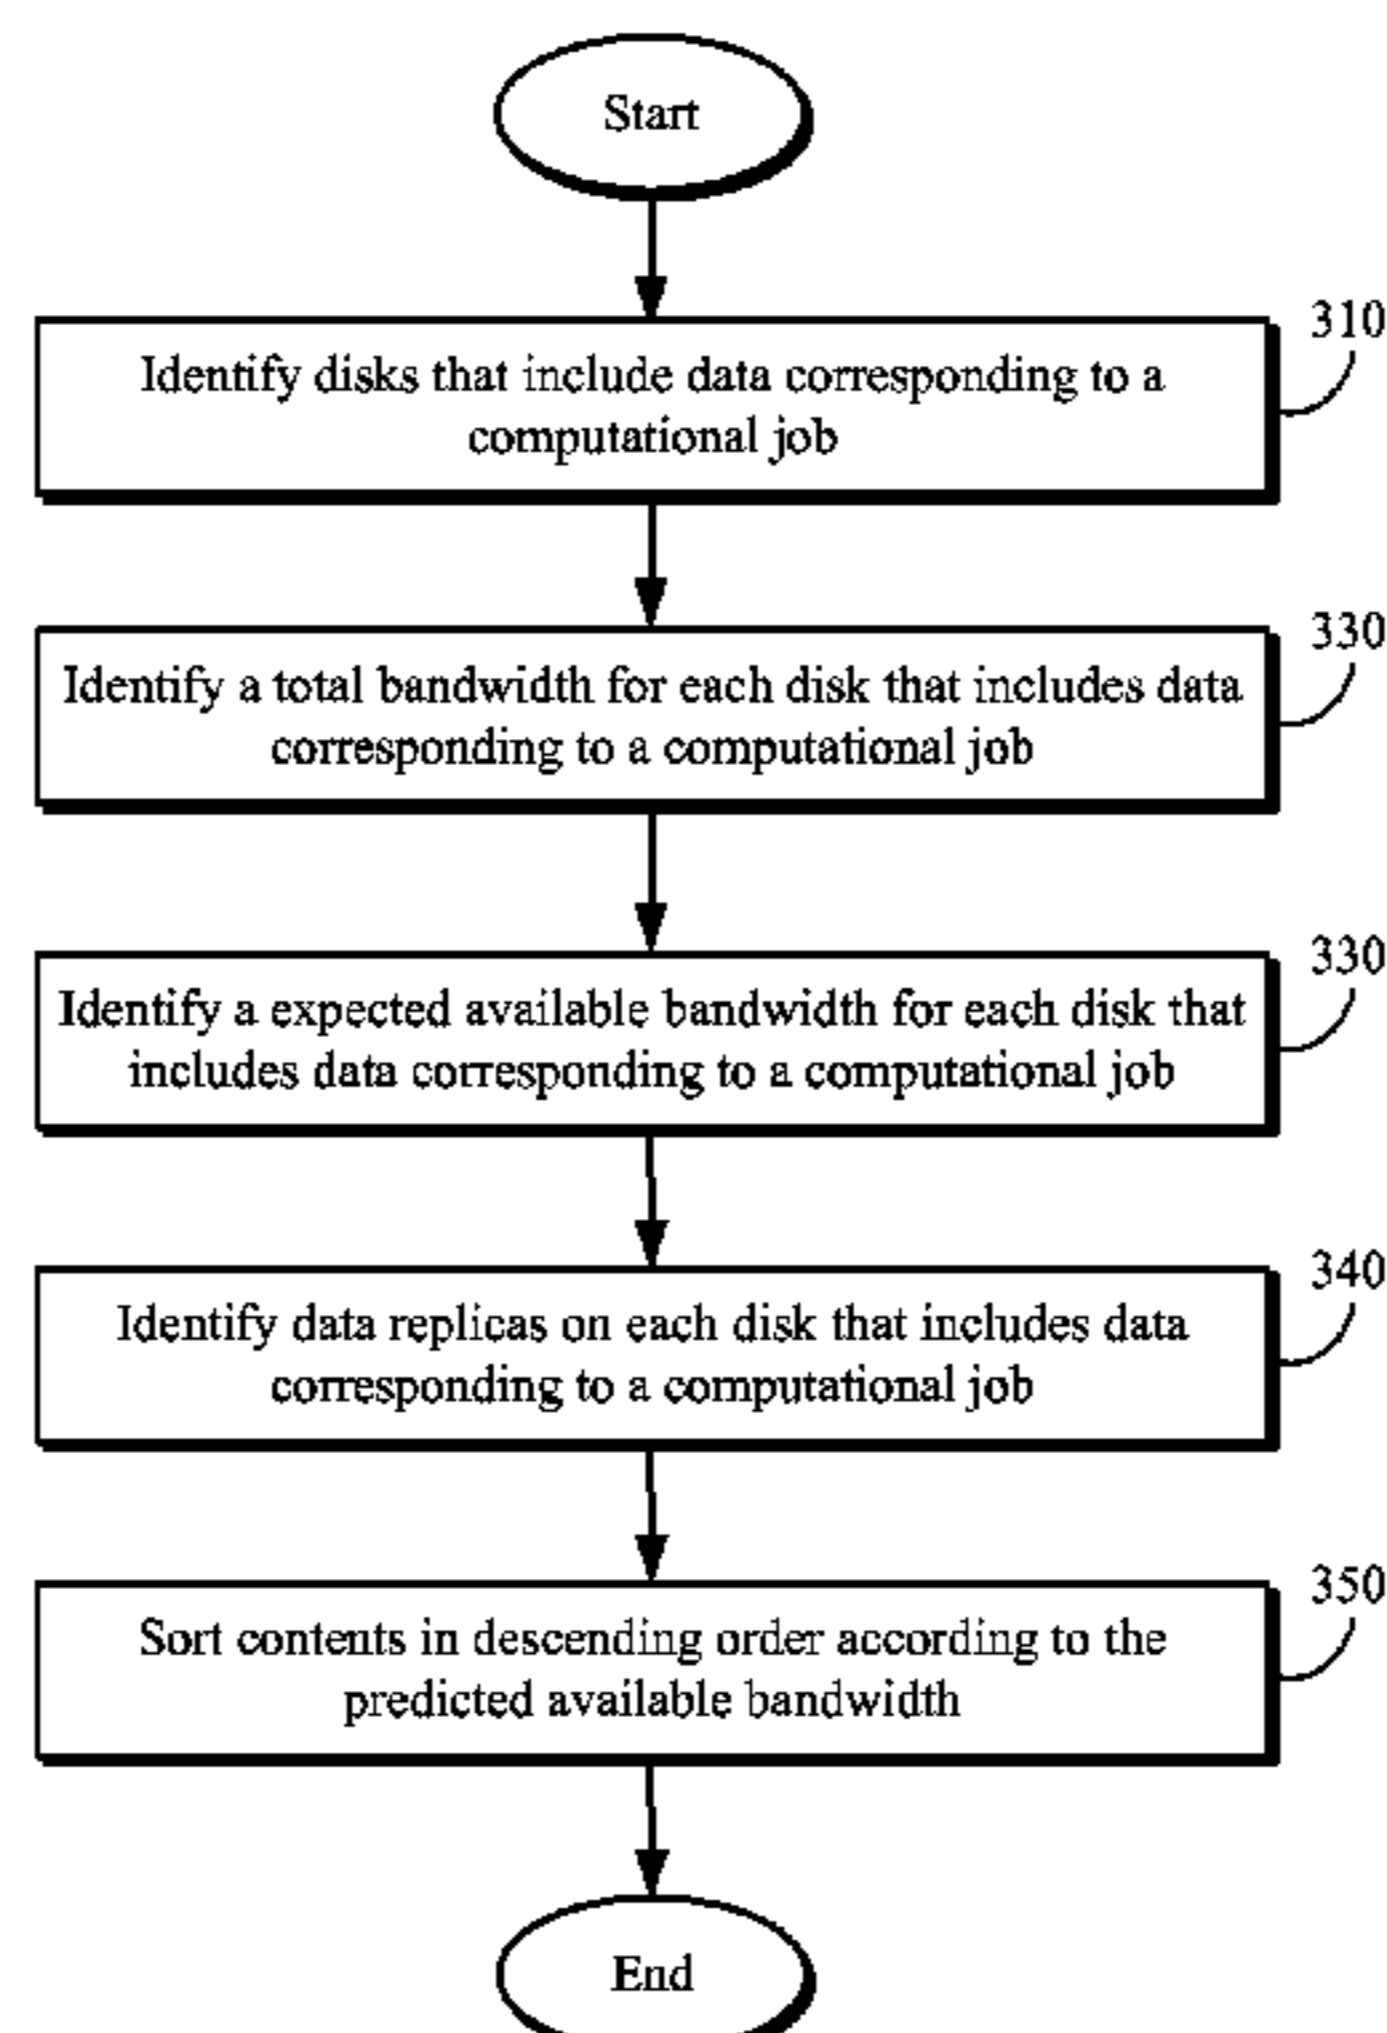 Start
310
Identify disks that include data corresponding to a
computational job
330
Identify a total bandwidth for each disk that includes data
corresponding to a computational job
330
Identify a expected available bandwidth for each disk that
includes data corresponding to a computational job
340
Identify data replicas on each disk that includes data
corresponding to a computational job
350
Sort contents in descending order according to the
predicted available bandwidth
End